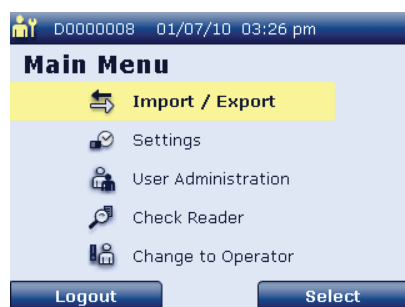 D0000008 01/07/10 03:26 pm
Main Menu
Import / Export
Settings
User Administration
Check Reader
Change to Operator
Logout Select